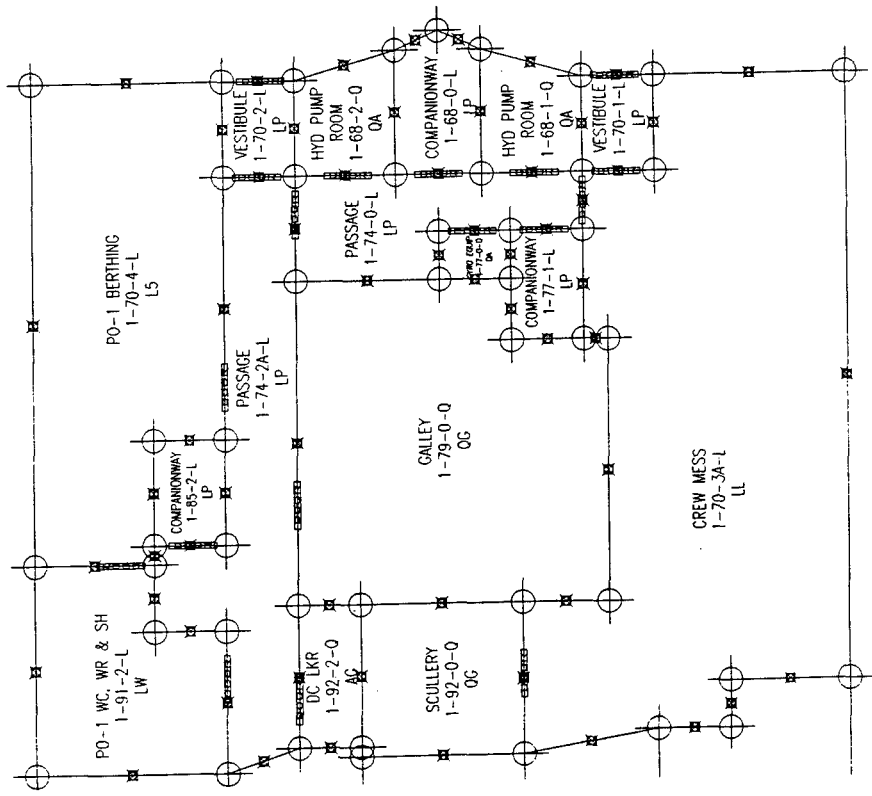 PO-1 BERTHING
1-70-4-L
L5
VESTIBULE
1-70-2-L
LP
HYD PUMP
ROOM
1-68-2-Q
QA
COMPANIONWAY
1-68-0-L
LP
HYD PUMP
ROOM
1-68-1-Q
QA
VESTIBULE
1-70-1-L
LP
PASSAGE
1-74-0-L
LP
COMPANIONWAY
1-77-1-L
LP
PASSAGE
1-74-2A-L
LP
COMPANIONWAY
1-85-2-L
LP
GALLEY
1-79-0-Q
QG
CREW MESS
1-70-3A-L
LL
PO-1 WC, WR & SH
1-91-2-L
LW
DC LKR
1-92-2-Q
AG
SCULLERY
1-92-0-Q
QG